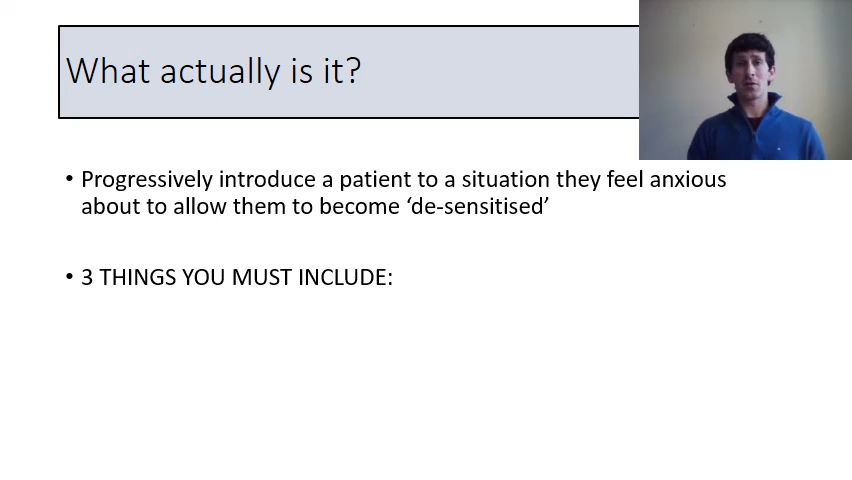 What actually is it?
• Progressively introduce a patient to a situation they feel anxious
about to allow them to become ‘de-sensitised’
• 3 THINGS YOU MUST INCLUDE: